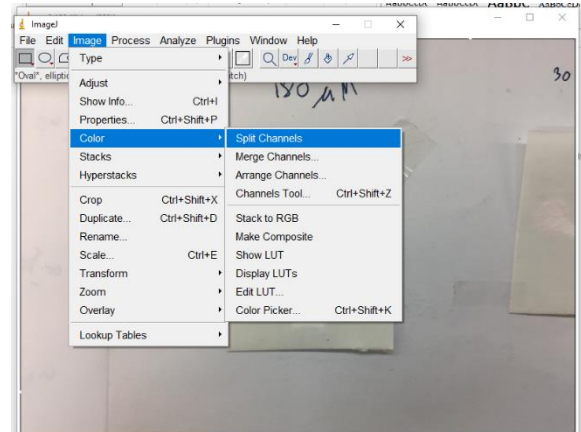 AaBbC
ImageJ
File Edit Image Process Analyze Plugins Window Help
Dev
>>
*Oval*, elliptic
itch)
180 µM
30
Type
Adjust
Show Info... Ctrl+I
Properties... Ctrl+Shift+P
Color
Stacks
Hyperstacks
Crop Ctrl+Shift+X
Duplicate... Ctrl+Shift+D
Rename...
Scale... Ctrl+E
Transform
Zoom
Overlay
Lookup Tables
Split Channels
Merge Channels...
Arrange Channels...
Channels Tool... Ctrl+Shift+Z
Stack to RGB
Make Composite
Show LUT
Display LUTs
Edit LUT...
Color Picker... Ctrl+Shift+K